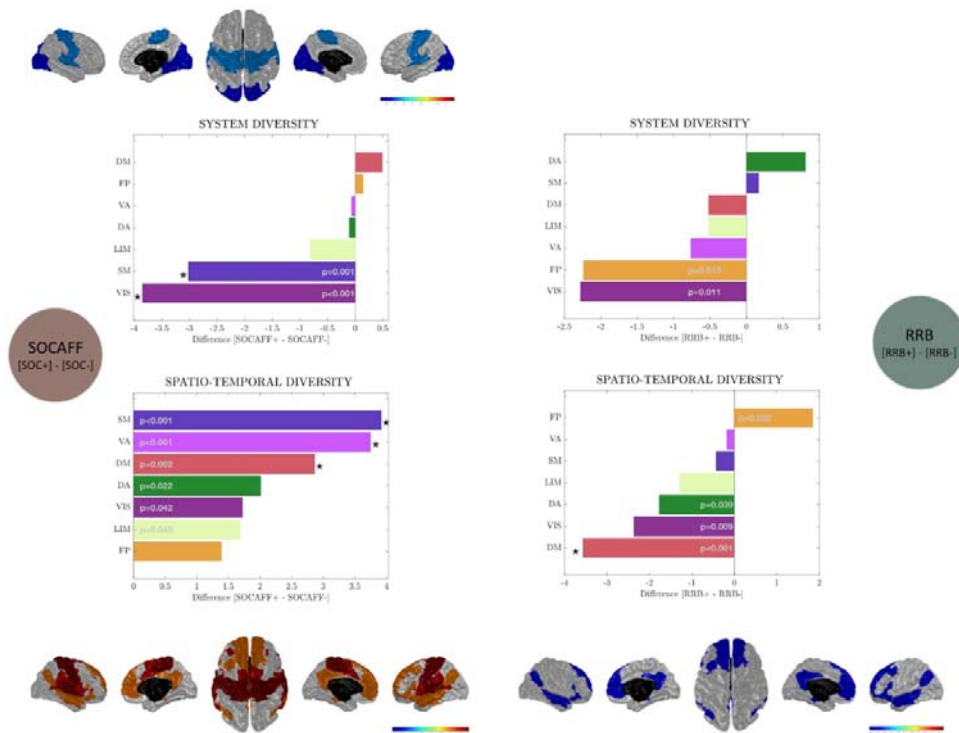 SYSTEM DIVERSITY
DM
FP
VA
DA
LIM
SM
VIS
*
p=0.001
*
p<0.001
-4 -3.5 -3 -2.5 -2 -1.5 -1 -0.5 0 0.5
Difference [SOCAFF+ - SOCAFF-]
SYSTEM DIVERSITY
DA
SM
DM
LIM
VA
FP
VIS
p=0.011
-2.5 -2 -1.5 -1 -0.5 0 0.5 1
Difference [RRB+ - RRB-]
SOCAFF
[SOC+] - [SOC-]
RRB
[RRB+] - [RRB-]
SPATIO-TEMPORAL DIVERSITY
SM p<0.001 *
VA p<0.001 *
DM p=0.002 *
DA p=0.022
VIS p=0.042
LIM
FP
0 0.5 1 1.5 2 2.5 3 3.5 4
Difference [SOCAFF+ - SOCAFF-]
SPATIO-TEMPORAL DIVERSITY
FP
VA
SM
LIM
DA p=0.039
VIS p=0.009
DM * p<0.001
-4 -3 -2 -1 0 1 2
Difference [RRB+ - RRB-]